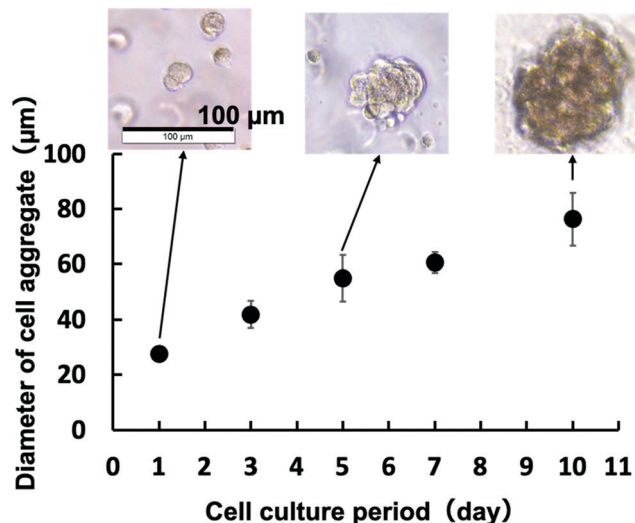 100 μm
100 μm
Diameter of cell aggregate (μm)
100
80
60
40
20
0
0 1 2 3 4 5 6 7 8 9 10 11
Cell culture period (day)